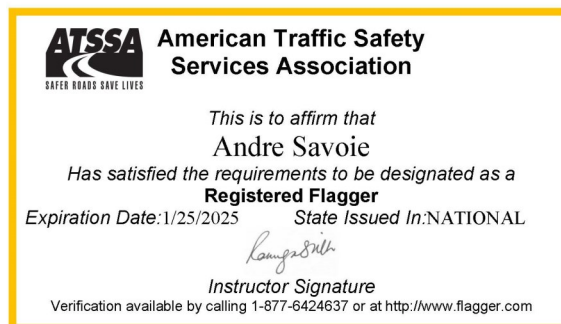 ATSSA
SAFER ROADS SAVE LIVES
American Traffic Safety
Services Association
This is to affirm that
Andre Savoie
Has satisfied the requirements to be designated as a
Registered Flagger
Expiration Date:1/25/2025 State Issued In:NATIONAL
Instructor Signature
Verification available by calling 1-877-6424637 or at http://www.flagger.com